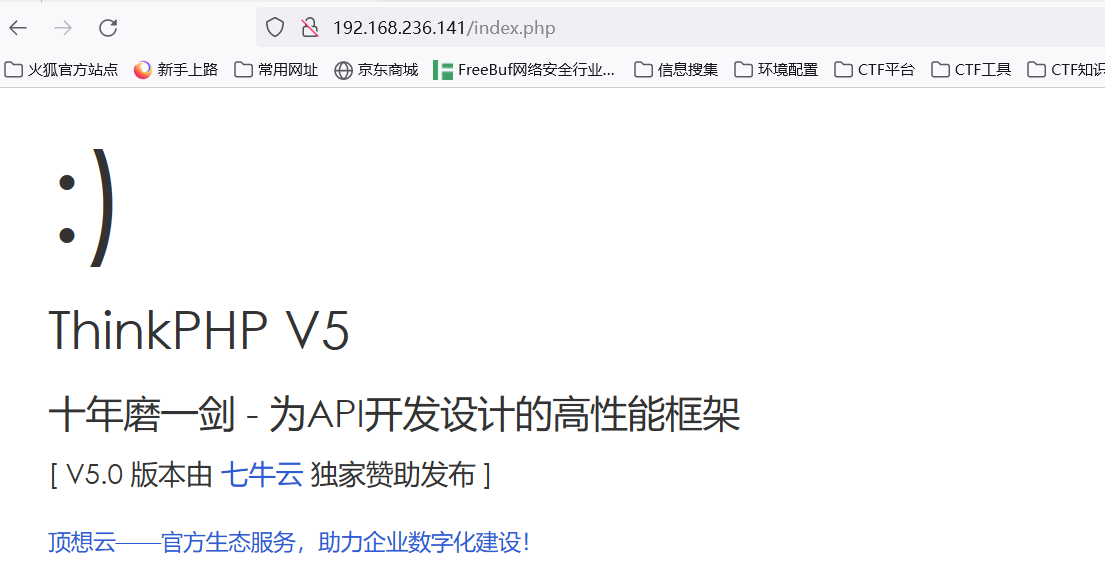 192.168.236.141/index.php
火狐官方站点 新手上路 常用网址 京东商城 FreeBuf网络安全行业... 信息搜集 环境配置 CTF平台 CTF工具 CTF知识
:)
ThinkPHP V5
十年磨一剑 - 为API开发设计的高性能框架
[ V5.0 版本由 七牛云 独家赞助发布 ]
顶想云——官方生态服务，助力企业数字化建设！